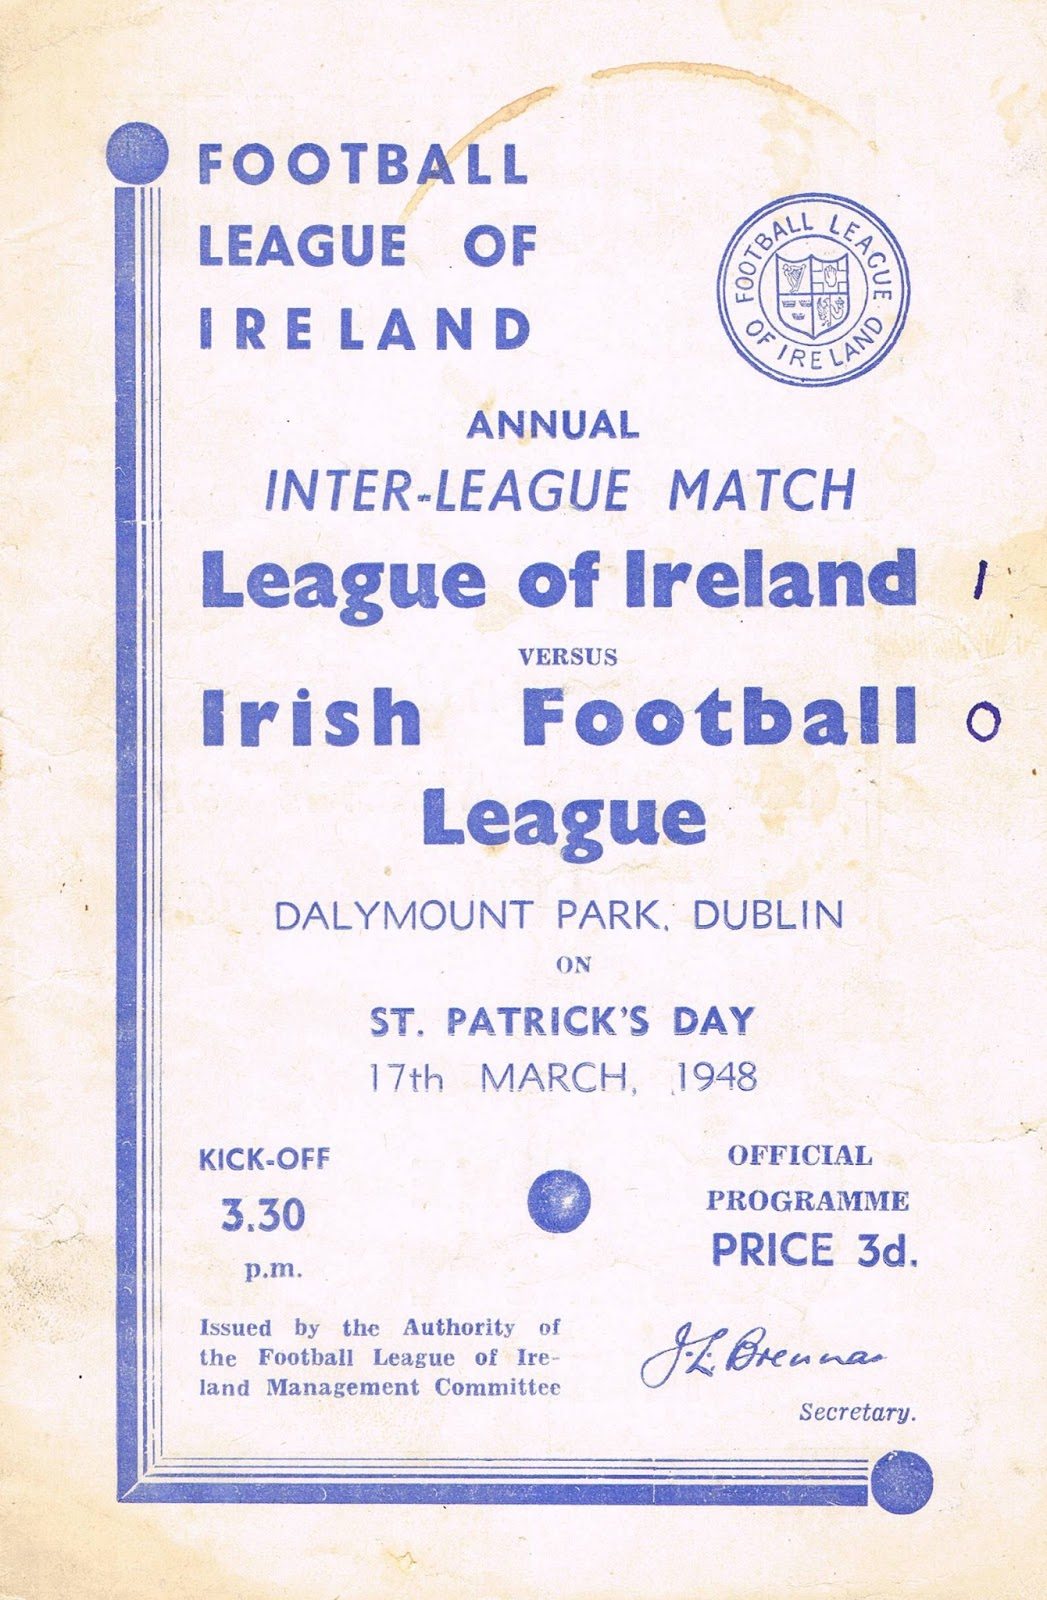 FOOTBALL
LEAGUE OF
IRELAND
FOOTBALL LEAGUE
OF IRELAND
ANNUAL
INTER-LEAGUE MATCH
League of Ireland 1
VERSUS
Irish Football 0
League
DALYMOUNT PARK, DUBLIN
ON
ST. PATRICK'S DAY
17th MARCH, 1948
KICK-OFF
3.30
p.m.
OFFICIAL
PROGRAMME
PRICE 3d.
Issued by the Authority of
the Football League of Ire-
land Management Committee
J. L. Brennan
Secretary.